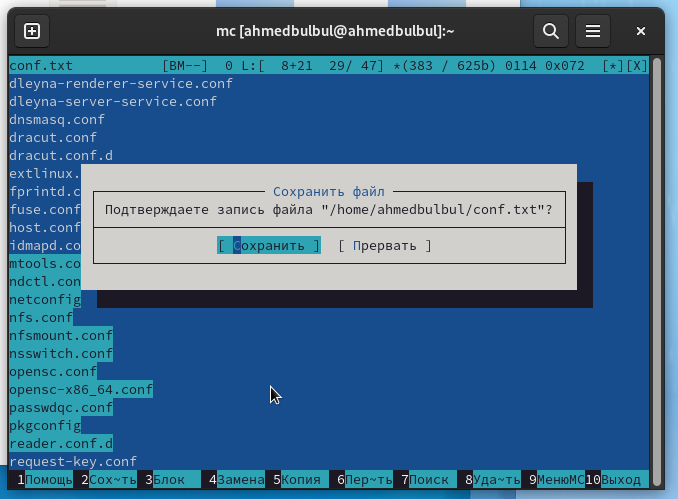 mc [ahmedbulbul@ahmedbulbul]:~
conf.txt [BM--] 0 L:[ 8+21 29/ 47] *(383 / 625b) 0114 0x072 [*][X]
dleyna-renderer-service.conf
dleyna-server-service.conf
dnsmasq.conf
dracut.conf
dracut.conf.d
extlinux.
fprintd.c
fuse.conf
host.conf
idmapd.co
Сохранить файл
Подтверждаете запись файла "/home/ahmedbulbul/conf.txt"?
[ Сохранить ] [ Прервать ]
mtools.co
ndctl.con
netconfig
nfs.conf
nfsmount.conf
nsswitch.conf
opensc.conf
opensc-x86_64.conf
passwdqc.conf
pkgconfig
reader.conf.d
request-key.conf
1Помощь 2Сох~ть 3Блок 4Замена 5Копия 6Пер~ть 7Поиск 8Уда~ть 9МенюMC 10Выход